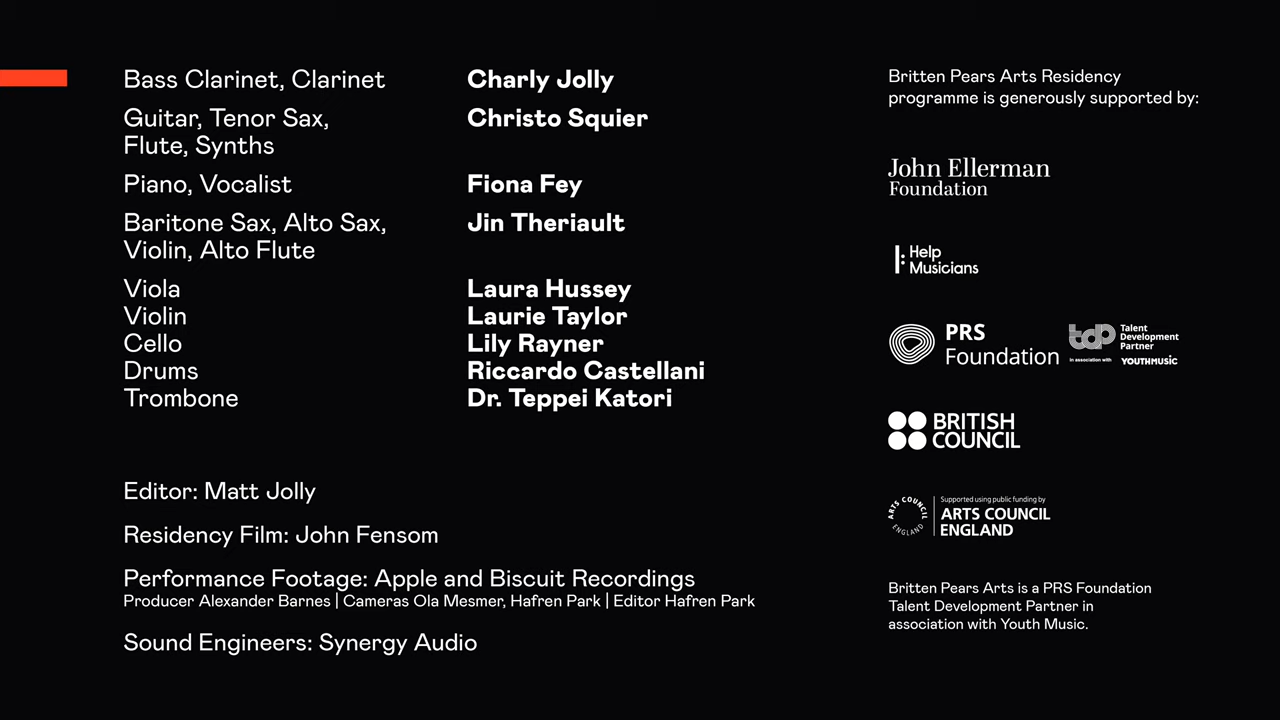 Bass Clarinet, Clarinet Charly Jolly
Guitar, Tenor Sax, Christo Squier
Flute, Synths
Piano, Vocalist Fiona Fey
Baritone Sax, Alto Sax, Jin Theriault
Violin, Alto Flute
Viola Laura Hussey
Violin Laurie Taylor
Cello Lily Rayner
Drums Riccardo Castellani
Trombone Dr. Teppei Katori
Editor: Matt Jolly
Residency Film: John Fensom
Performance Footage: Apple and Biscuit Recordings
Producer Alexander Barnes | Cameras Ola Mesmer, Hafren Park | Editor Hafren Park
Sound Engineers: Synergy Audio
Britten Pears Arts Residency
programme is generously supported by:
John Ellerman
Foundation
Help
Musicians
PRS
Foundation
tdp
Talent
Development
Partner
in association with YOUTHMUSIC
BRITISH
COUNCIL
ARTS COUNCIL
ENGLAND
Supported using public funding by
ARTS COUNCIL
ENGLAND
Britten Pears Arts is a PRS Foundation
Talent Development Partner in
association with Youth Music.